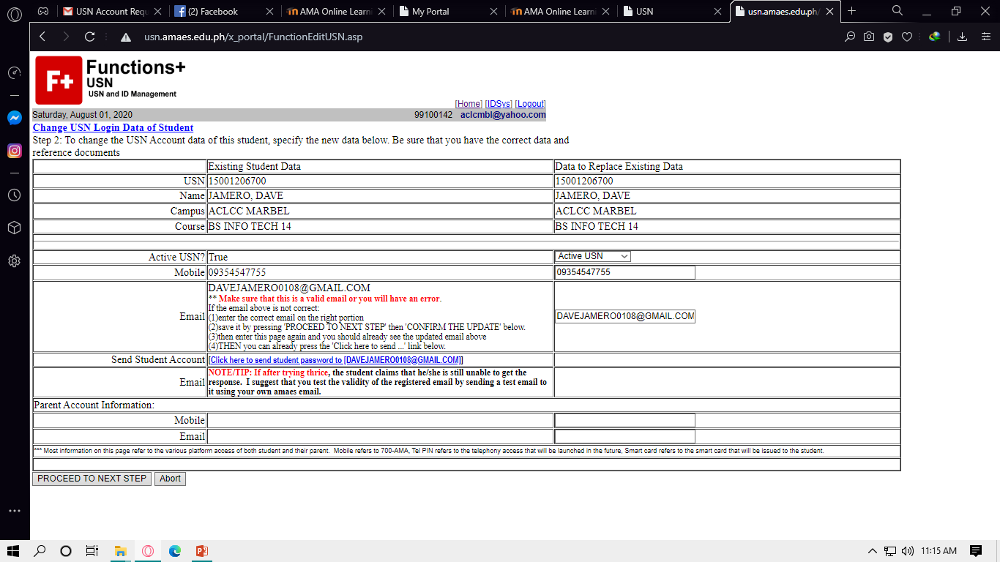 USN Account Requ
(2) Facebook
AMA Online Learni
My Portal
AMA Online Learni
USN
usn.amaes.edu.ph/
usn.amaes.edu.ph/x_portal/FunctionEditUSN.asp
F+
Functions+
USN
USN and ID Management
[Home] [IDSys] [Logout]
Saturday, August 01, 2020 99100142 aclcmbl@yahoo.com
Change USN Login Data of Student
Step 2: To change the USN Account data of this student, specify the new data below. Be sure that you have the correct data and
reference documents
Existing Student Data Data to Replace Existing Data
USN 15001206700 15001206700
Name JAMERO, DAVE JAMERO, DAVE
Campus ACLCC MARBEL ACLCC MARBEL
Course BS INFO TECH 14 BS INFO TECH 14
Active USN? True Active USN
Mobile 09354547755 09354547755
DAVEJAMERO0108@GMAIL.COM
** Make sure that this is a valid email or you will have an error.
If the email above is not correct:
(1)enter the correct email on the right portion
Email DAVEJAMERO0108@GMAIL.COM
(2)save it by pressing 'PROCEED TO NEXT STEP' then 'CONFIRM THE UPDATE' below.
(3)then enter this page again and you should already see the updated email above
(4)THEN you can already press the 'Click here to send ...' link below.
Send Student Account [Click here to send student password to [DAVEJAMERO0108@GMAIL.COM]]
NOTE/TIP: If after trying thrice, the student claims that he/she is still unable to get the
Email response. I suggest that you test the validity of the registered email by sending a test email to
it using your own amaes email.
Parent Account Information:
Mobile
Email
*** Most information on this page refer to the various platform access of both student and their parent. Mobile refers to 700-AMA, Tel PIN refers to the telephony access that will be launched in the future, Smart card refers to the smart card that will be issued to the student.
PROCEED TO NEXT STEP Abort
11:15 AM